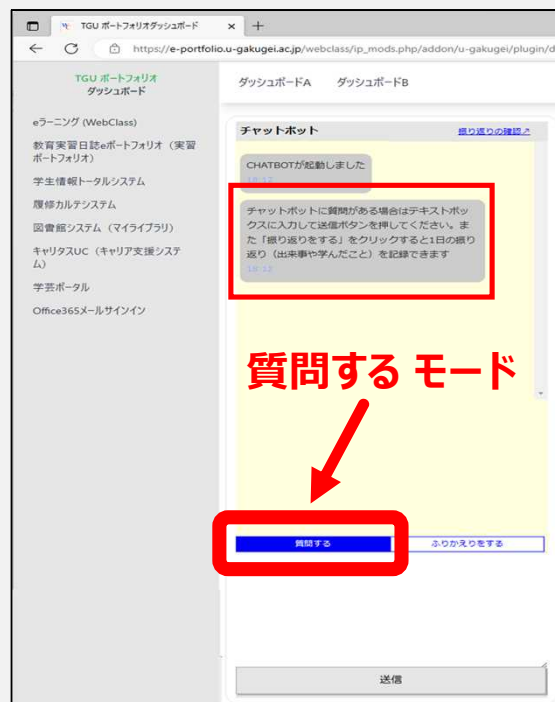 TGU ポートフォリオダッシュボード
https://e-portfolio.u-gakugei.ac.jp/webclass/ip_mods.php/addon/u-gakugei/plugin/d
TGU ポートフォリオ
ダッシュボード
ダッシュボードA ダッシュボードB
eラーニング (WebClass)
教育実習日誌eポートフォリオ（実習
ポートフォリオ）
学生情報トータルシステム
履修カルテシステム
図書館システム（マイライブラリ）
キャリタスUC（キャリア支援システ
ム）
学芸ポータル
Office365メールサインイン
チャットボット 振り返りの確認
CHATBOTが起動しました
18:12
チャットボットに質問がある場合はテキストボッ
クスに入力して送信ボタンを押してください。ま
た「振り返りをする」をクリックすると1日の振り
返り（出来事や学んだこと）を記録できます
18:12
質問する モード
質問する ふりかえりをする
送信